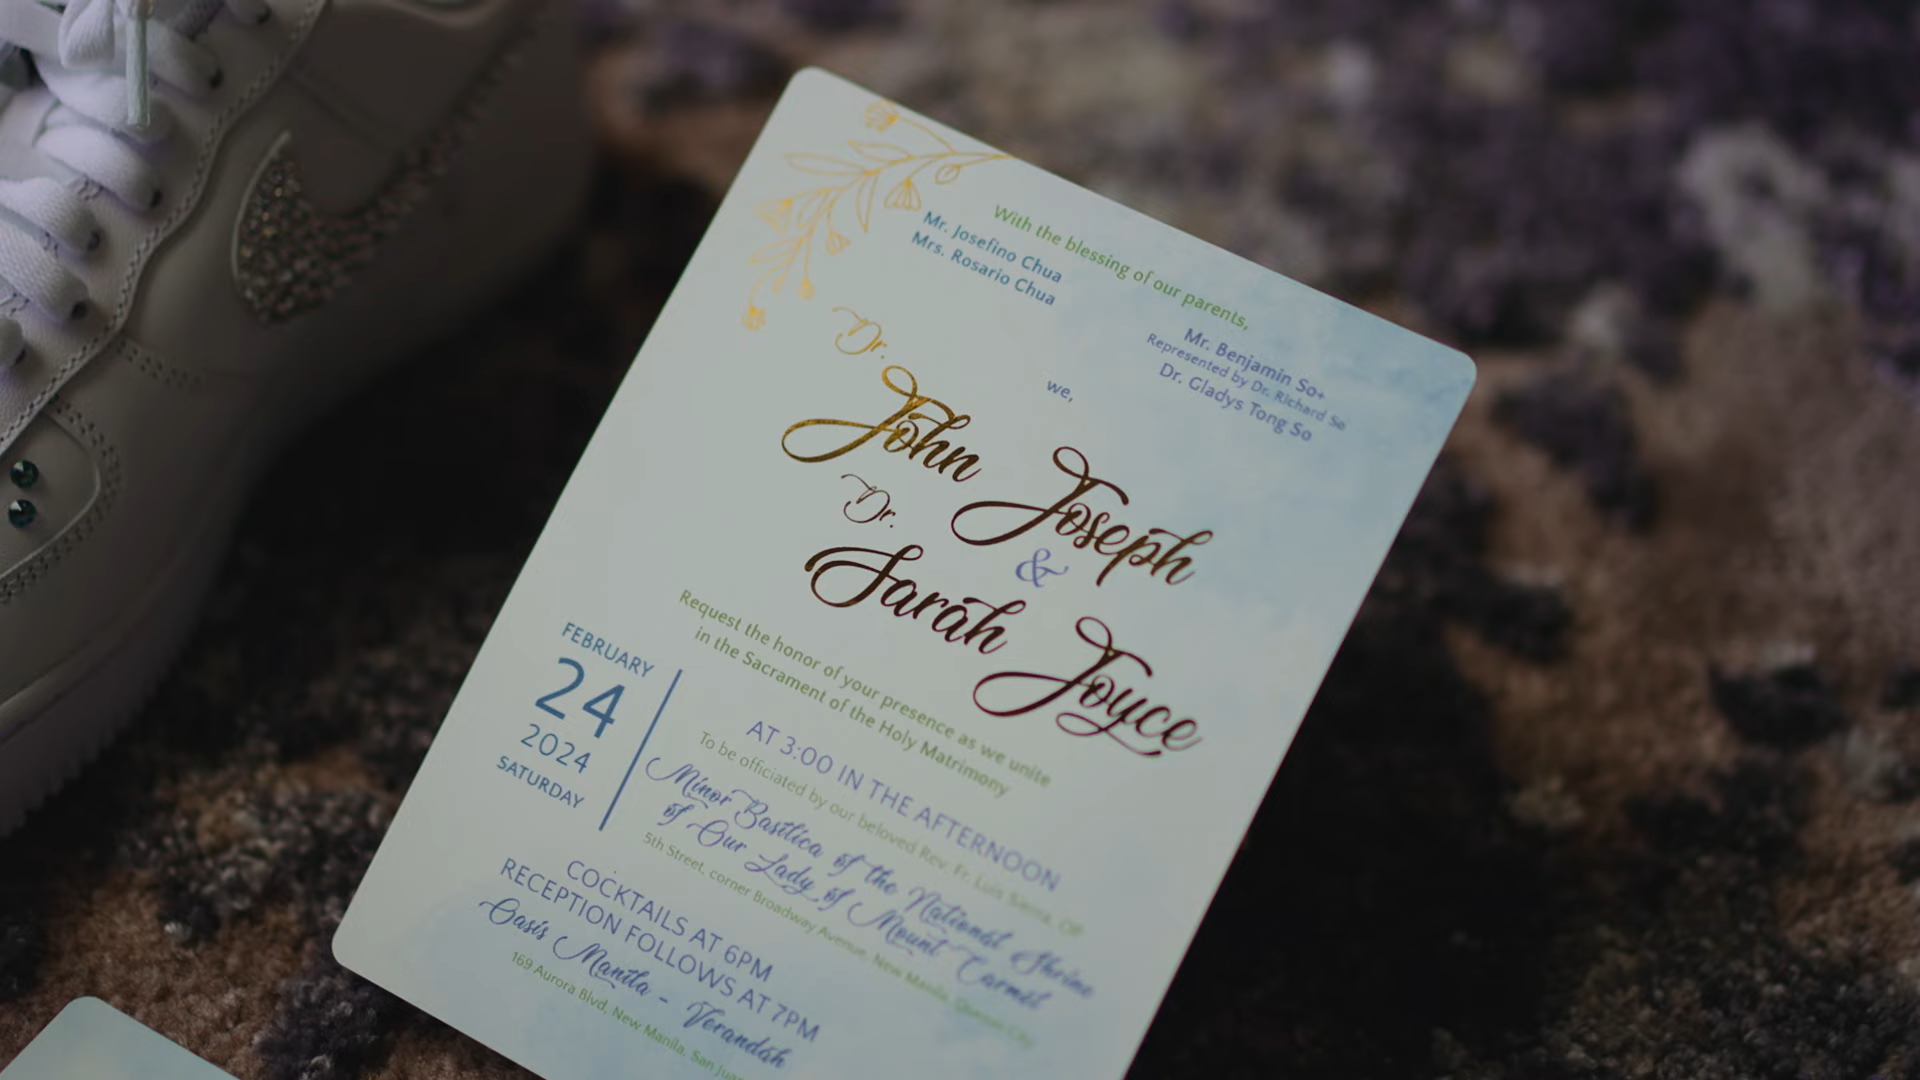 With the blessing of our parents,
Mr. Josefino Chua
Mrs. Rosario Chua
Mr. Benjamin So+
Represented by Dr. Richard So
Dr. Gladys Tong So
we,
Dr.
John Joseph
&
Dr.
Sarah Joyce
Request the honor of your presence as we unite
in the Sacrament of the Holy Matrimony
FEBRUARY
24
2024
SATURDAY
AT 3:00 IN THE AFTERNOON
To be officiated by our beloved Rev. Fr. Luis Sierra, OP
Minor Basilica of the National Shrine
of Our Lady of Mount Carmel
5th Street, corner Broadway Avenue, New Manila, Quezon City
COCKTAILS AT 6PM
RECEPTION FOLLOWS AT 7PM
Oasis Manila - Verandah
169 Aurora Blvd, New Manila, San Juan